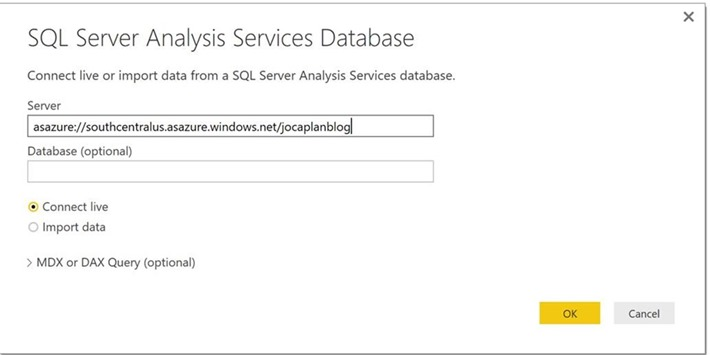 SQL Server Analysis Services Database
Connect live or import data from a SQL Server Analysis Services database.
Server
asazure://southcentralus.asazure.windows.net/jocaplanblog
Database (optional)
Connect live
Import data
MDX or DAX Query (optional)
OK Cancel